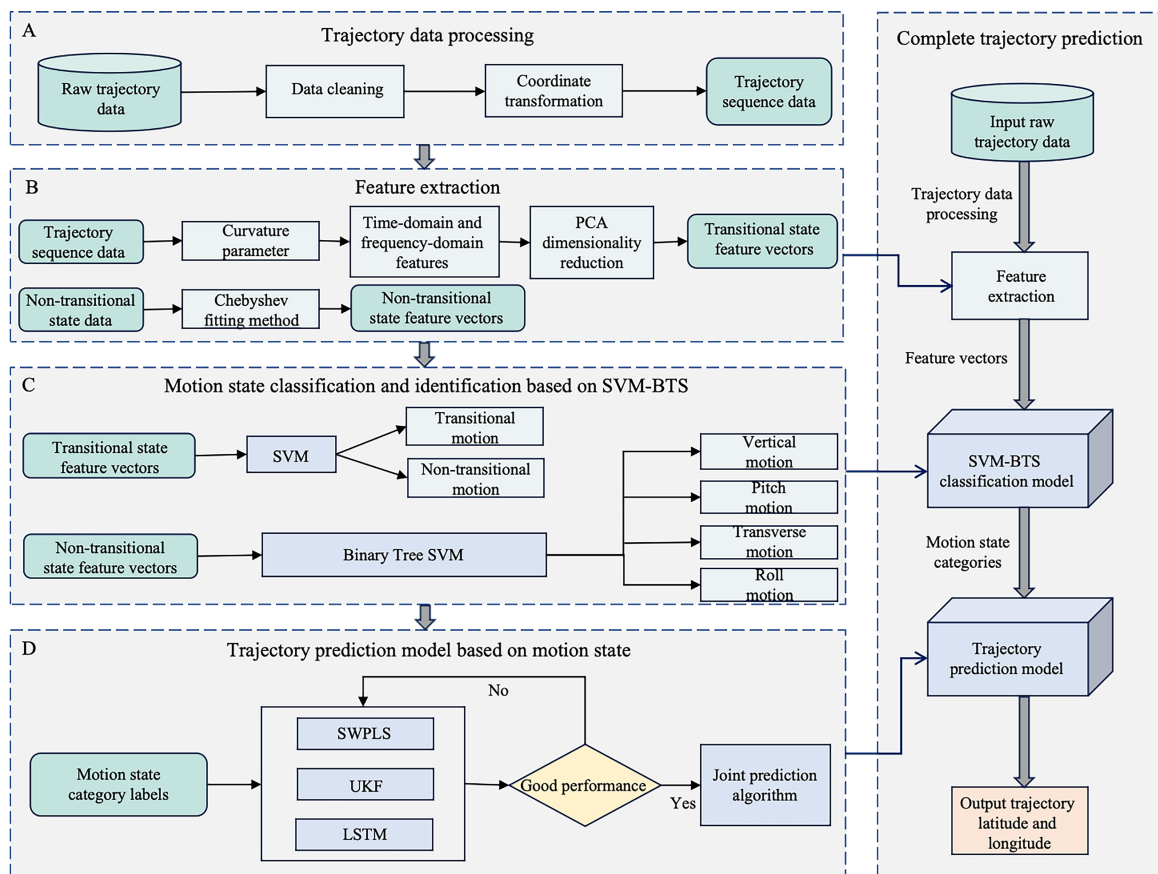 A
Trajectory data processing
Raw trajectory
data
Data cleaning
Coordinate
transformation
Trajectory
sequence data
B
Feature extraction
Trajectory
sequence data
Curvature
parameter
Time-domain and
frequency-domain
features
PCA
dimensionality
reduction
Transitional state
feature vectors
Non-transitional
state data
Chebyshev
fitting method
Non-transitional
state feature vectors
C
Motion state classification and identification based on SVM-BTS
Transitional state
feature vectors
SVM
Transitional
motion
Non-transitional
motion
Non-transitional
state feature vectors
Binary Tree SVM
Vertical
motion
Pitch
motion
Transverse
motion
Roll
motion
D
Trajectory prediction model based on motion state
No
Motion state
category labels
SWPLS
UKF
LSTM
Good performance
Yes
Joint prediction
algorithm
Complete trajectory prediction
Input raw
trajectory data
Trajectory data
processing
Feature
extraction
Feature vectors
SVM-BTS
classification model
Motion state
categories
Trajectory
prediction model
Output trajectory
latitude and
longitude